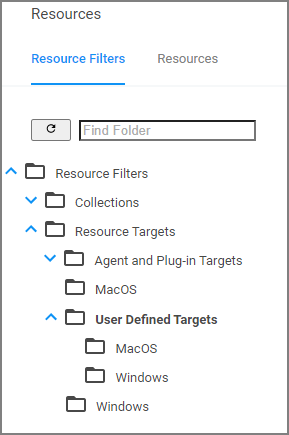 Resources
Resource Filters Resources
Find Folder
Resource Filters
Collections
Resource Targets
Agent and Plug-in Targets
MacOS
User Defined Targets
MacOS
Windows
Windows